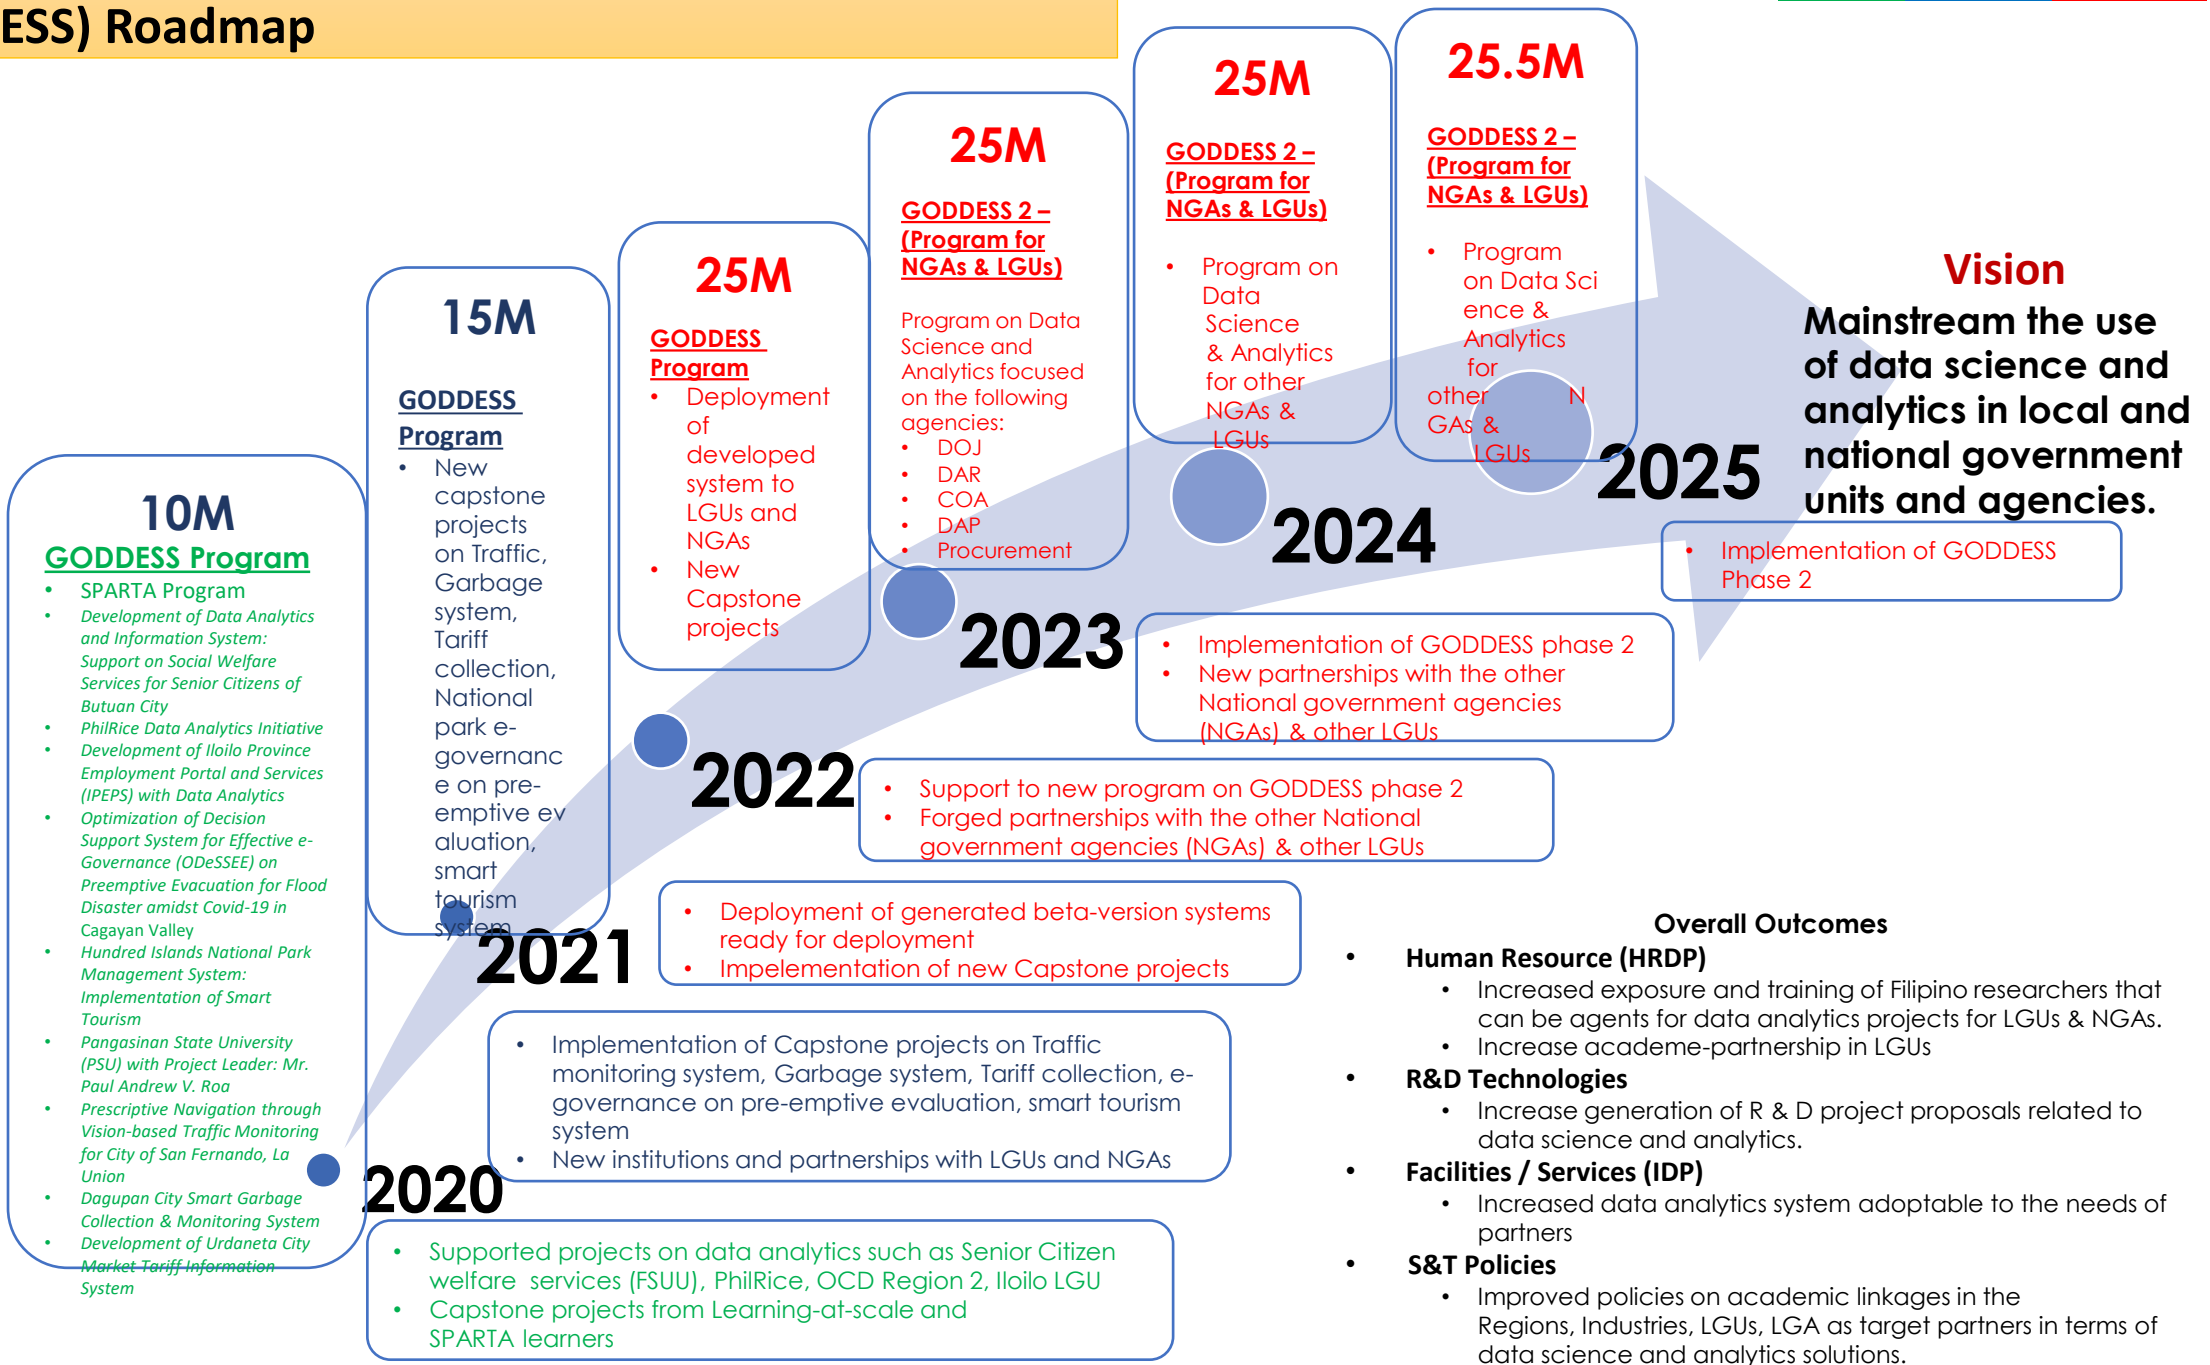 ESS) Roadmap
10M
GODDESS Program
• SPARTA Program
• Development of Data Analytics
and Information System:
Support on Social Welfare
Services for Senior Citizens of
Butuan City
• PhilRice Data Analytics Initiative
• Development of Iloilo Province
Employment Portal and Services
(IPEPS) with Data Analytics
• Optimization of Decision
Support System for Effective e-
Governance (ODeSSEE) on
Preemptive Evacuation for Flood
Disaster amidst Covid-19 in
Cagayan Valley
• Hundred Islands National Park
Management System:
Implementation of Smart
Tourism
• Pangasinan State University
(PSU) with Project Leader: Mr.
Paul Andrew V. Roa
• Prescriptive Navigation through
Vision-based Traffic Monitoring
for City of San Fernando, La
Union
• Dagupan City Smart Garbage
Collection & Monitoring System
• Development of Urdaneta City
Market Tariff Information
System
2020
• Supported projects on data analytics such as Senior Citizen
welfare services (FSUU), PhilRice, OCD Region 2, Iloilo LGU
• Capstone projects from Learning-at-scale and
SPARTA learners
15M
GODDESS
Program
• New
capstone
projects
on Traffic,
Garbage
system,
Tariff
collection,
National
park e-
governanc
e on pre-
emptive ev
aluation,
smart
tourism
system
2021
• Implementation of Capstone projects on Traffic
monitoring system, Garbage system, Tariff collection, e-
governance on pre-emptive evaluation, smart tourism
system
• New institutions and partnerships with LGUs and NGAs
25M
GODDESS
Program
• Deployment
of
developed
system to
LGUs and
NGAs
• New
Capstone
projects
2022
• Deployment of generated beta-version systems
ready for deployment
• Impelementation of new Capstone projects
25M
GODDESS 2 –
(Program for
NGAs & LGUs)
Program on Data
Science and
Analytics focused
on the following
agencies:
• DOJ
• DAR
• COA
• DAP
• Procurement
2023
• Support to new program on GODDESS phase 2
• Forged partnerships with the other National
government agencies (NGAs) & other LGUs
25M
GODDESS 2 –
(Program for
NGAs & LGUs)
• Program on
Data
Science
& Analytics
for other
NGAs &
LGUs
2024
• Implementation of GODDESS phase 2
• New partnerships with the other
National government agencies
(NGAs) & other LGUs
25.5M
GODDESS 2 –
(Program for
NGAs & LGUs)
• Program
on Data Sci
ence &
Analytics
for
other N
GAs &
LGUs
2025
• Implementation of GODDESS
Phase 2
Vision
Mainstream the use
of data science and
analytics in local and
national government
units and agencies.
Overall Outcomes
• Human Resource (HRDP)
• Increased exposure and training of Filipino researchers that
can be agents for data analytics projects for LGUs & NGAs.
• Increase academe-partnership in LGUs
• R&D Technologies
• Increase generation of R & D project proposals related to
data science and analytics.
• Facilities / Services (IDP)
• Increased data analytics system adoptable to the needs of
partners
• S&T Policies
• Improved policies on academic linkages in the
Regions, Industries, LGUs, LGA as target partners in terms of
data science and analytics solutions.